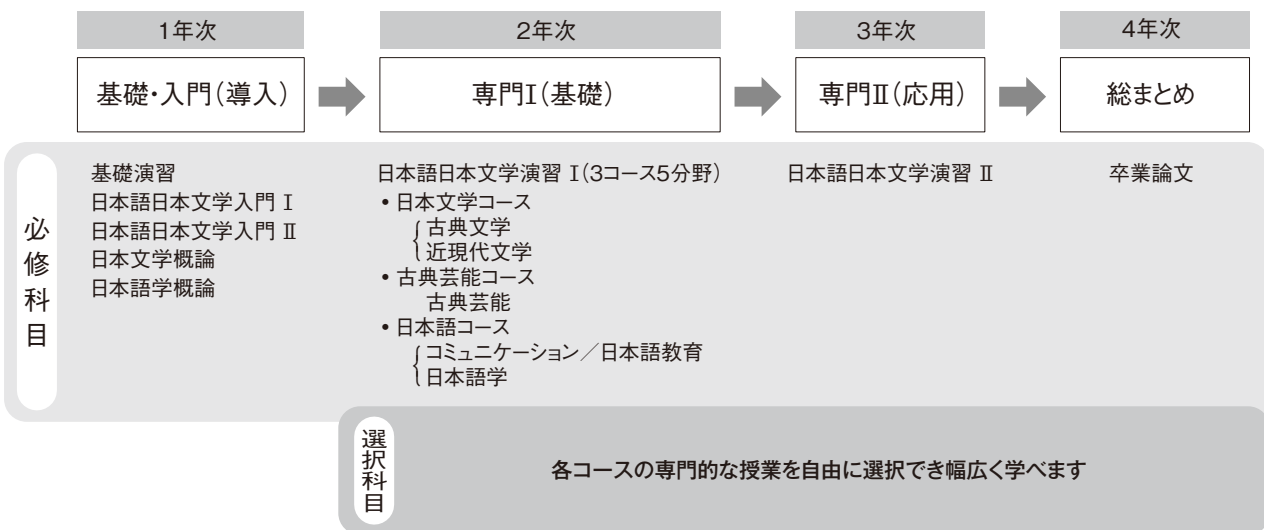 1年次
2年次
3年次
4年次
基礎・入門(導入)
専門Ⅰ(基礎)
専門Ⅱ(応用)
総まとめ
必修科目
基礎演習
日本語日本文学入門 Ⅰ
日本語日本文学入門 Ⅱ
日本文学概論
日本語学概論
日本語日本文学演習 Ⅰ(3コース5分野)
• 日本文学コース
古典文学
近現代文学
• 古典芸能コース
古典芸能
• 日本語コース
コミュニケーション/日本語教育
日本語学
日本語日本文学演習 Ⅱ
卒業論文
選択科目
各コースの専門的な授業を自由に選択でき幅広く学べます